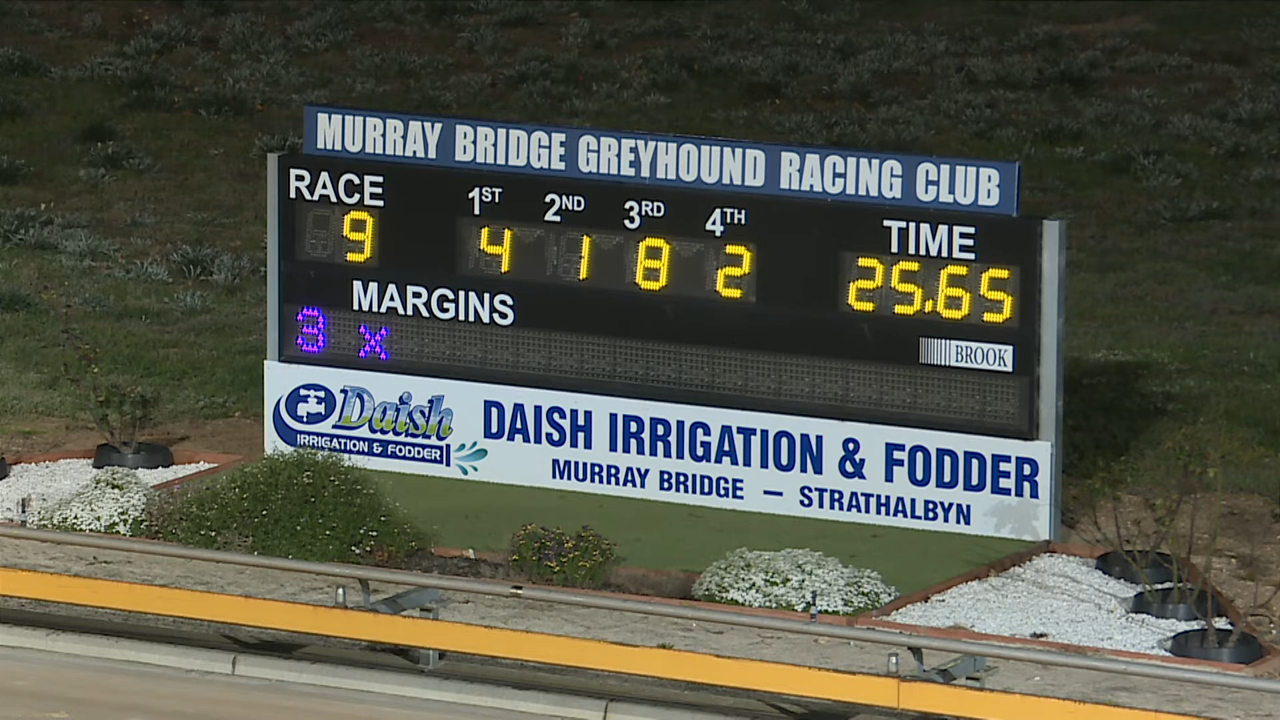 MURRAY BRIDGE GREYHOUND RACING CLUB
RACE 1ST 2ND 3RD 4TH TIME
9 4 1 8 2 25.65
MARGINS
3 x
BROOK
Daish
IRRIGATION & FODDER
DAISH IRRIGATION & FODDER
MURRAY BRIDGE – STRATHALBYN